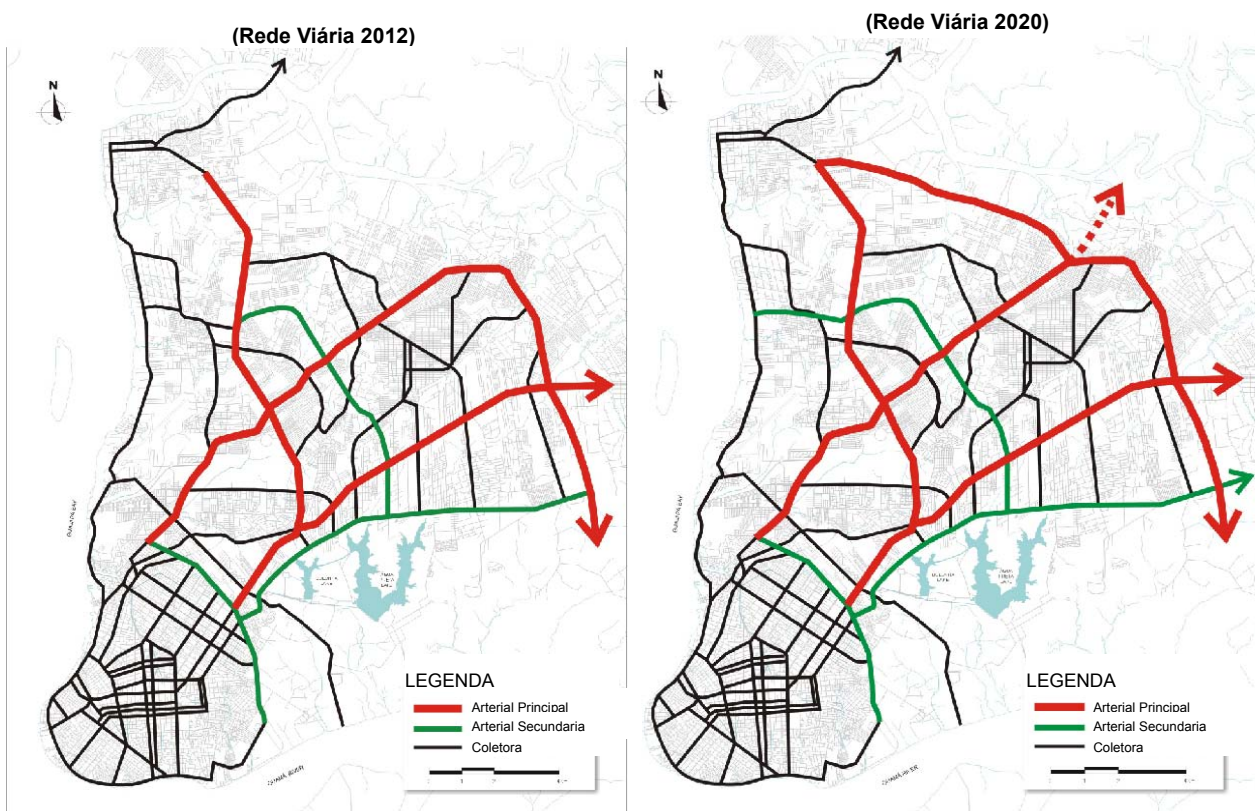 (Rede Viária 2012)
N
LEGENDA
Arterial Principal
Arterial Secundaria
Coletora
(Rede Viária 2020)
N
LEGENDA
Arterial Principal
Arterial Secundaria
Coletora